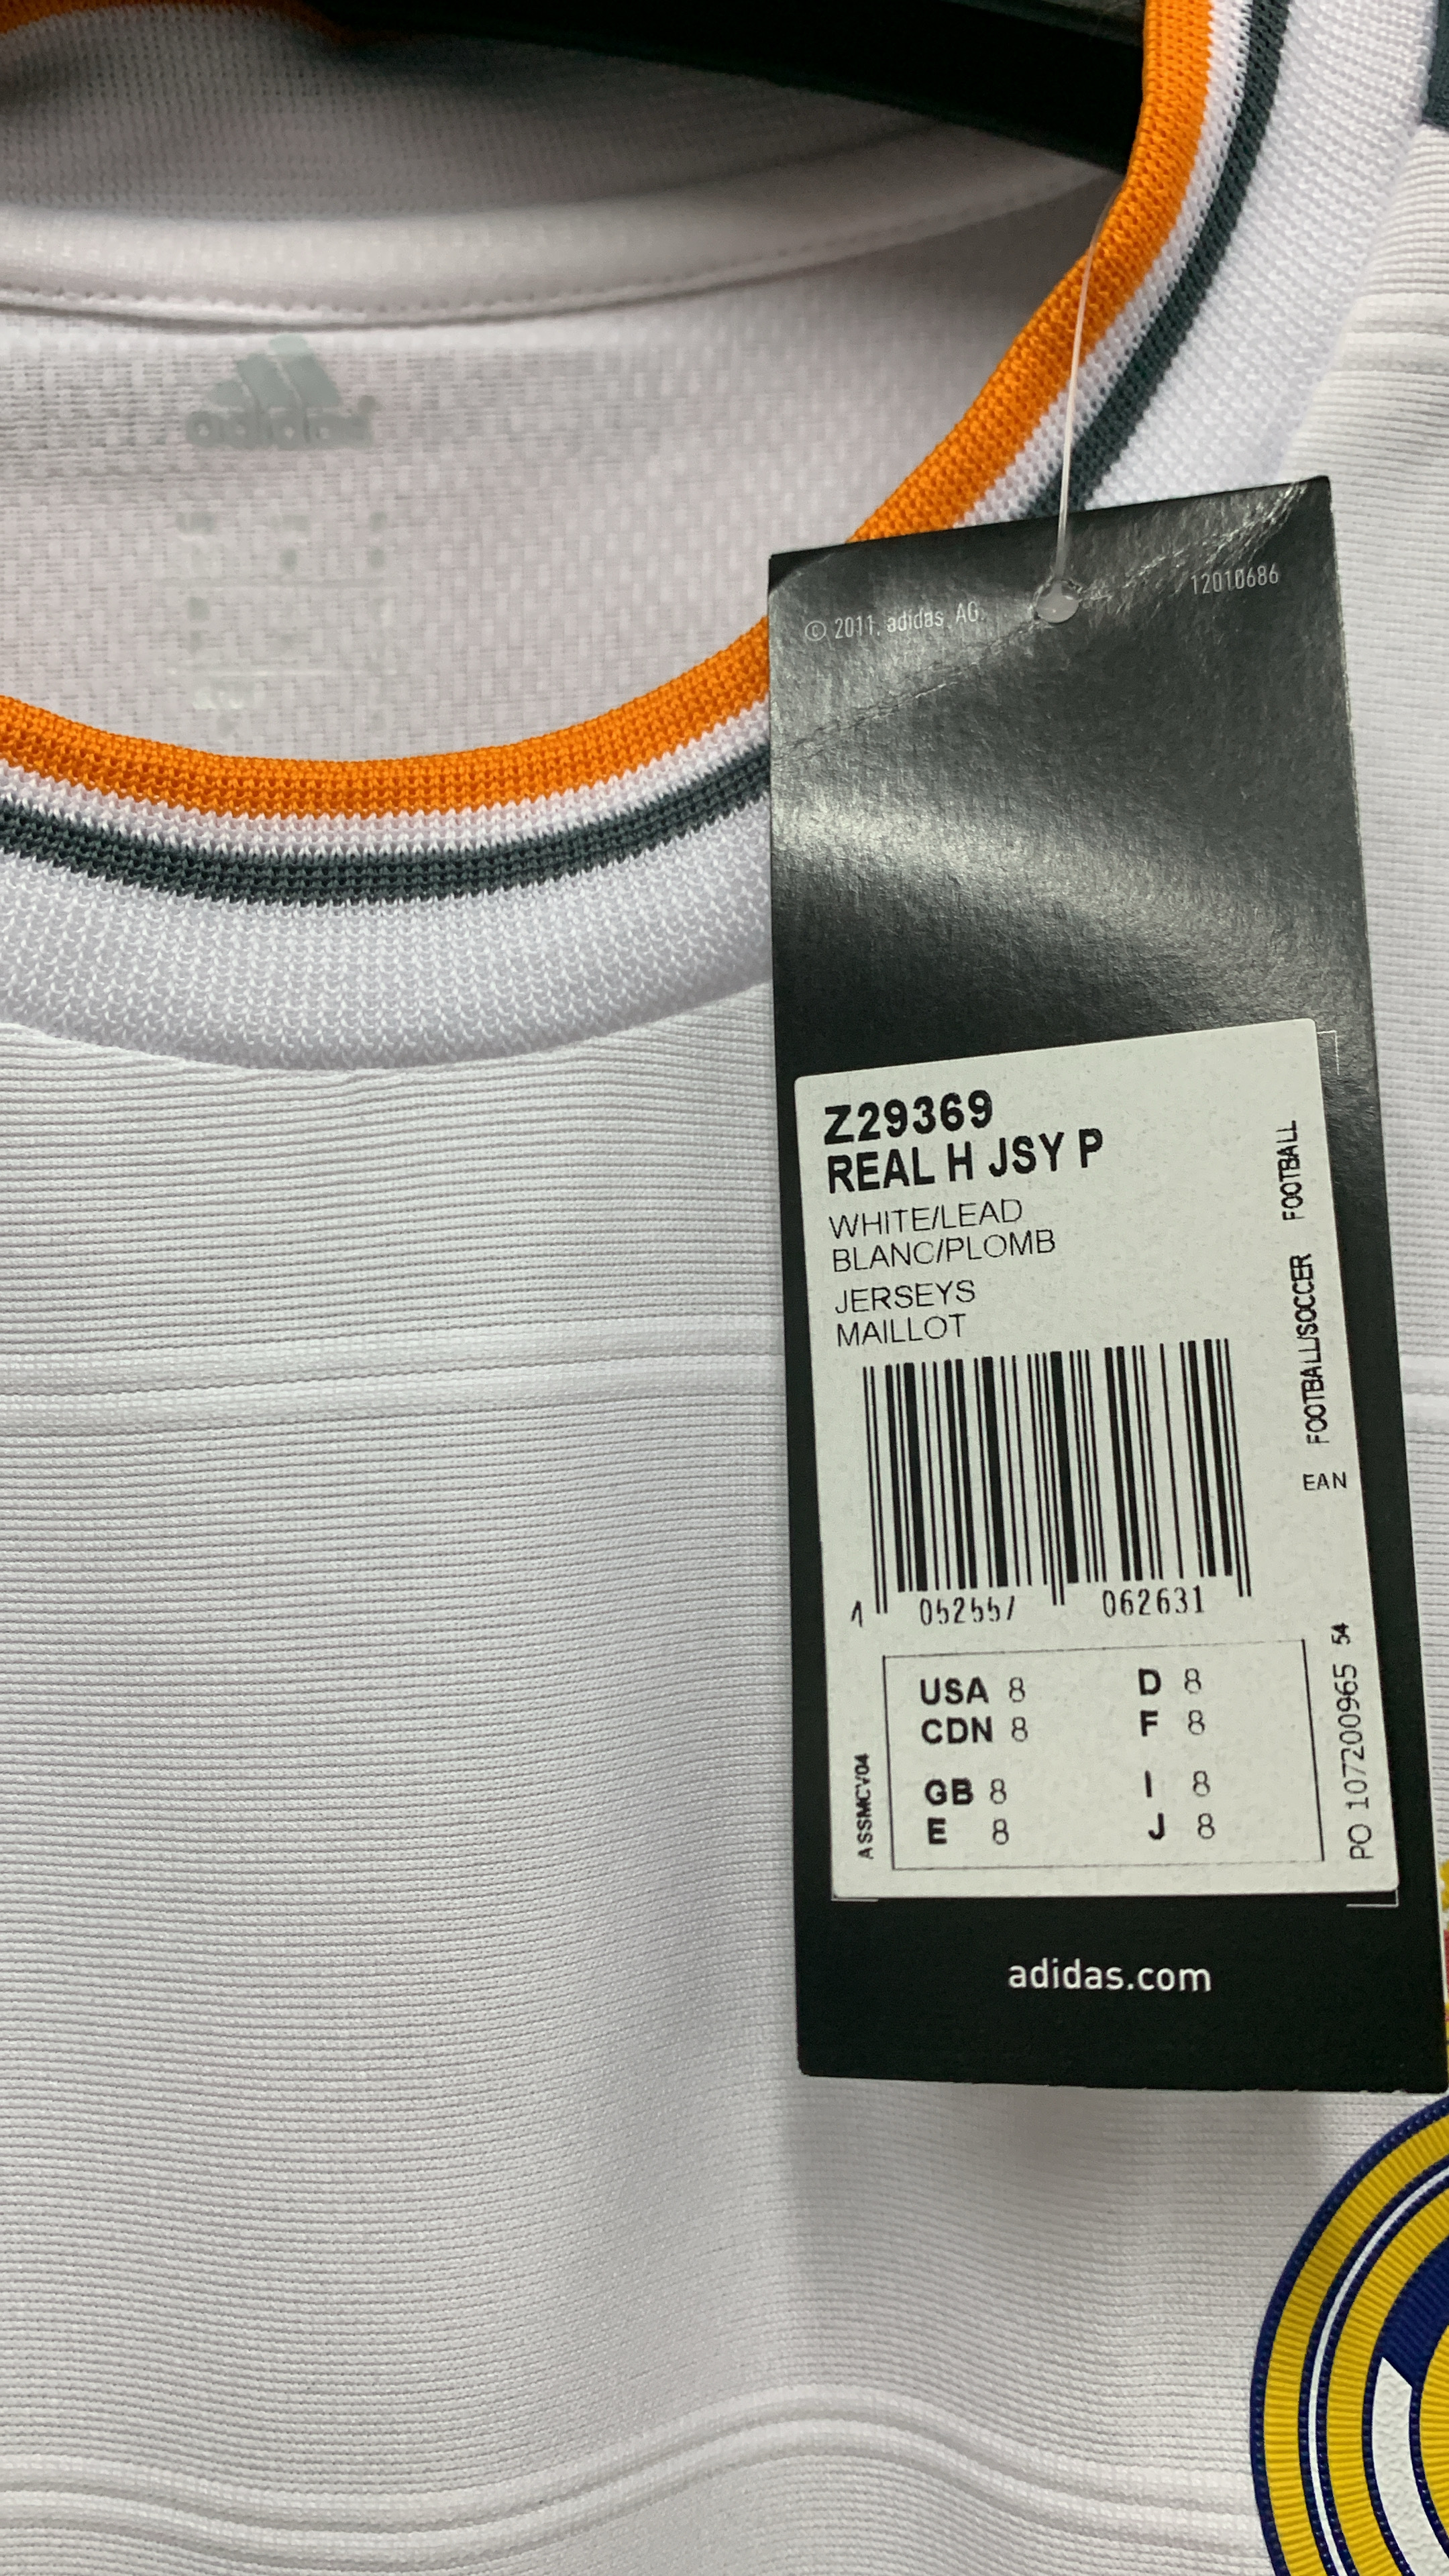 © 2011. adidas AG.
12010686
Z29369
REAL H JSY P
WHITE/LEAD
BLANC/PLOMB
JERSEYS
MAILLOT
FOOTBALL/SOCCER FOOTBALL
EAN
4 052557 062631
USA 8 D 8
CDN 8 F 8
GB 8 I 8
E 8 J 8
ASSMCV04
PO 107200965 54
adidas.com
adidas